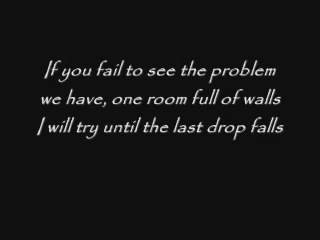 If you fail to see the problem
we have, one room full of walls
I will try until the last drop falls